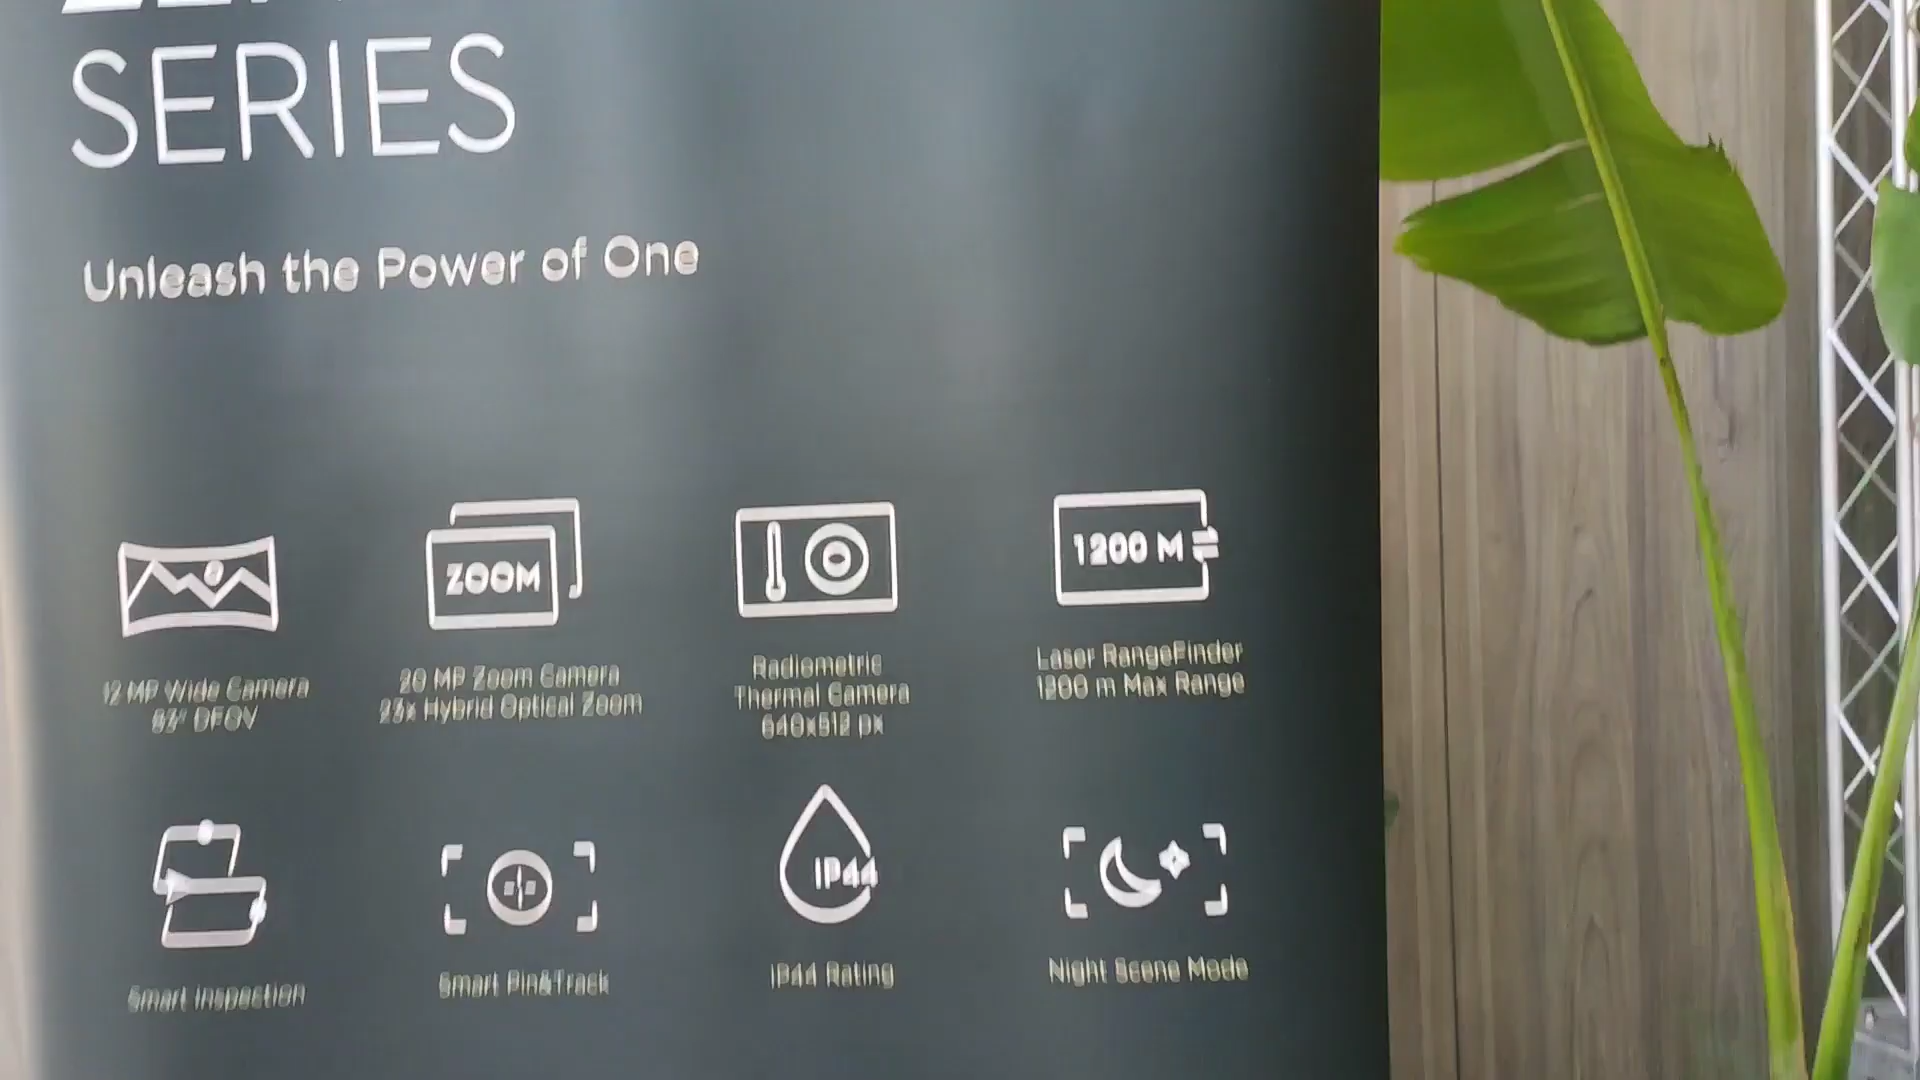 SERIES
Unleash the Power of One
ZOOM
1200 M
12 MP Wide Camera
DFOV
20 MP Zoom Camera
23x Hybrid Optical Zoom
Radiometric
Thermal Camera
640x512 px
Laser RangeFinder
1200 m Max Range
IP44
Smart Inspection
Smart Pin&Track
IP44 Rating
Night Scene Mode